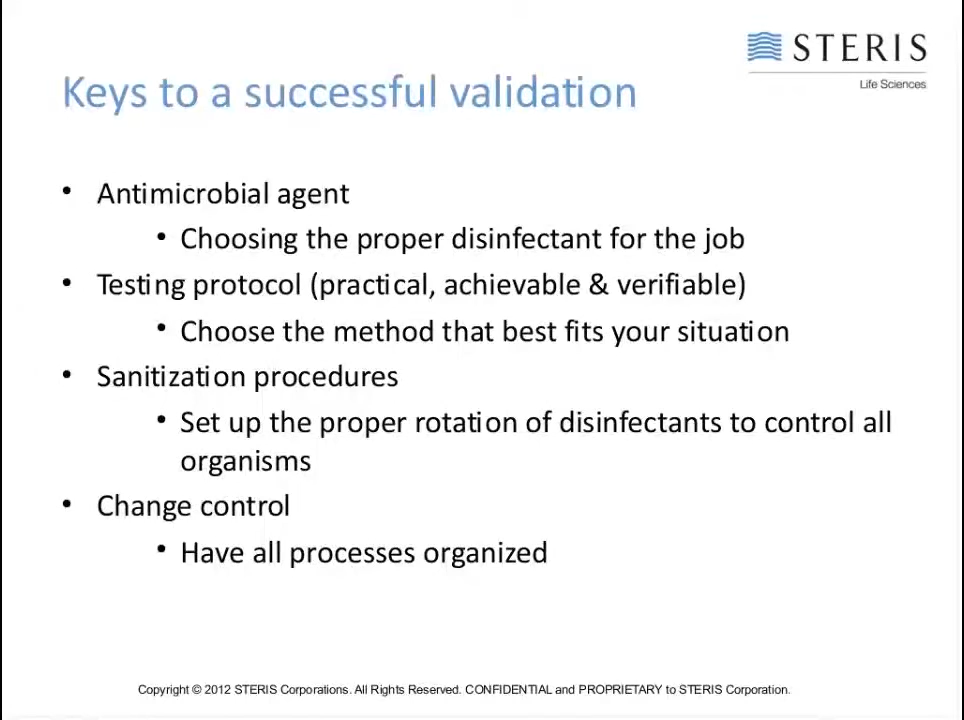 STERIS
Life Sciences
Keys to a successful validation
• Antimicrobial agent
• Choosing the proper disinfectant for the job
• Testing protocol (practical, achievable & verifiable)
• Choose the method that best fits your situation
• Sanitization procedures
• Set up the proper rotation of disinfectants to control all
organisms
• Change control
• Have all processes organized
Copyright © 2012 STERIS Corporations. All Rights Reserved. CONFIDENTIAL and PROPRIETARY to STERIS Corporation.